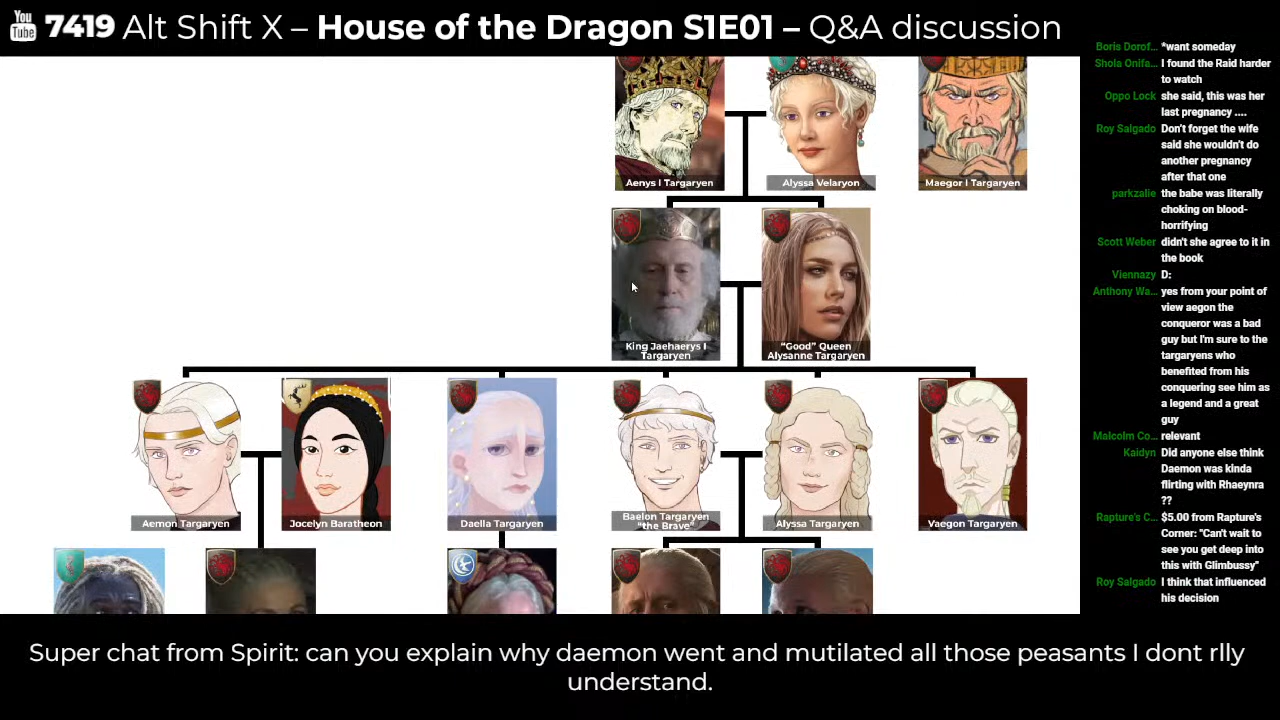 You
Tube
7419 Alt Shift X – House of the Dragon S1E01 – Q&A discussion
Aenys I Targaryen
Alyssa Velaryon
Maegor I Targaryen
King Jaehaerys I
Targaryen
“Good” Queen
Alysanne Targaryen
Aemon Targaryen
Jocelyn Baratheon
Daella Targaryen
Baelon Targaryen
“the Brave”
Alyssa Targaryen
Vaegon Targaryen
Boris Dorof... *want someday
Shola Onifa... I found the Raid harder
to watch
Oppo Lock she said, this was her
last pregnancy ....
Roy Salgado Don't forget the wife
said she wouldn't do
another pregnancy
after that one
parkzalie the babe was literally
choking on blood-
horrifying
Scott Weber didn't she agree to it in
the book
Viennazy D:
Anthony Wa... yes from your point of
view aegon the
conqueror was a bad
guy but I'm sure to the
targaryens who
benefited from his
conquering see him as
a legend and a great
guy
Malcolm Co... relevant
Kaidyn Did anyone else think
Daemon was kinda
flirting with Rhaeynra
??
Rapture's C... $5.00 from Rapture's
Corner: "Can't wait to
see you get deep into
this with Glimbussy"
Roy Salgado I think that influenced
his decision
Super chat from Spirit: can you explain why daemon went and mutilated all those peasants I dont rlly
understand.